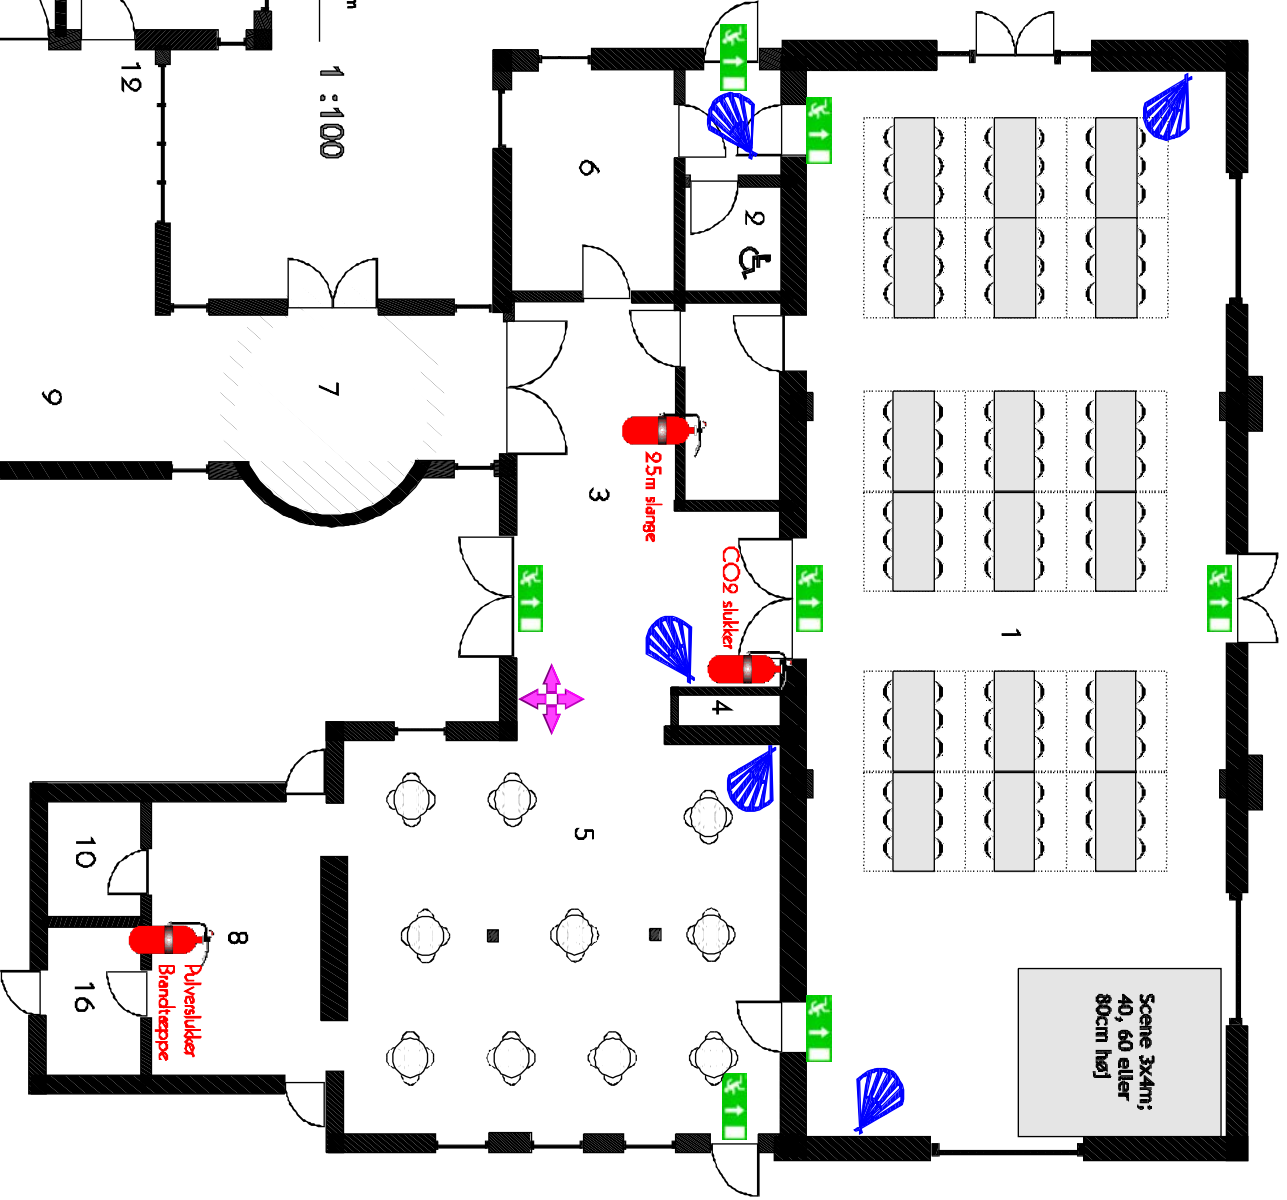 m
1 :100
12
6
2
7
9
3
25m slange
CO2 slukker
1
4
5
10
8
16
Pulverslukker
Brandtæppe
Scene 3x4m;
40, 60 eller
80cm høj